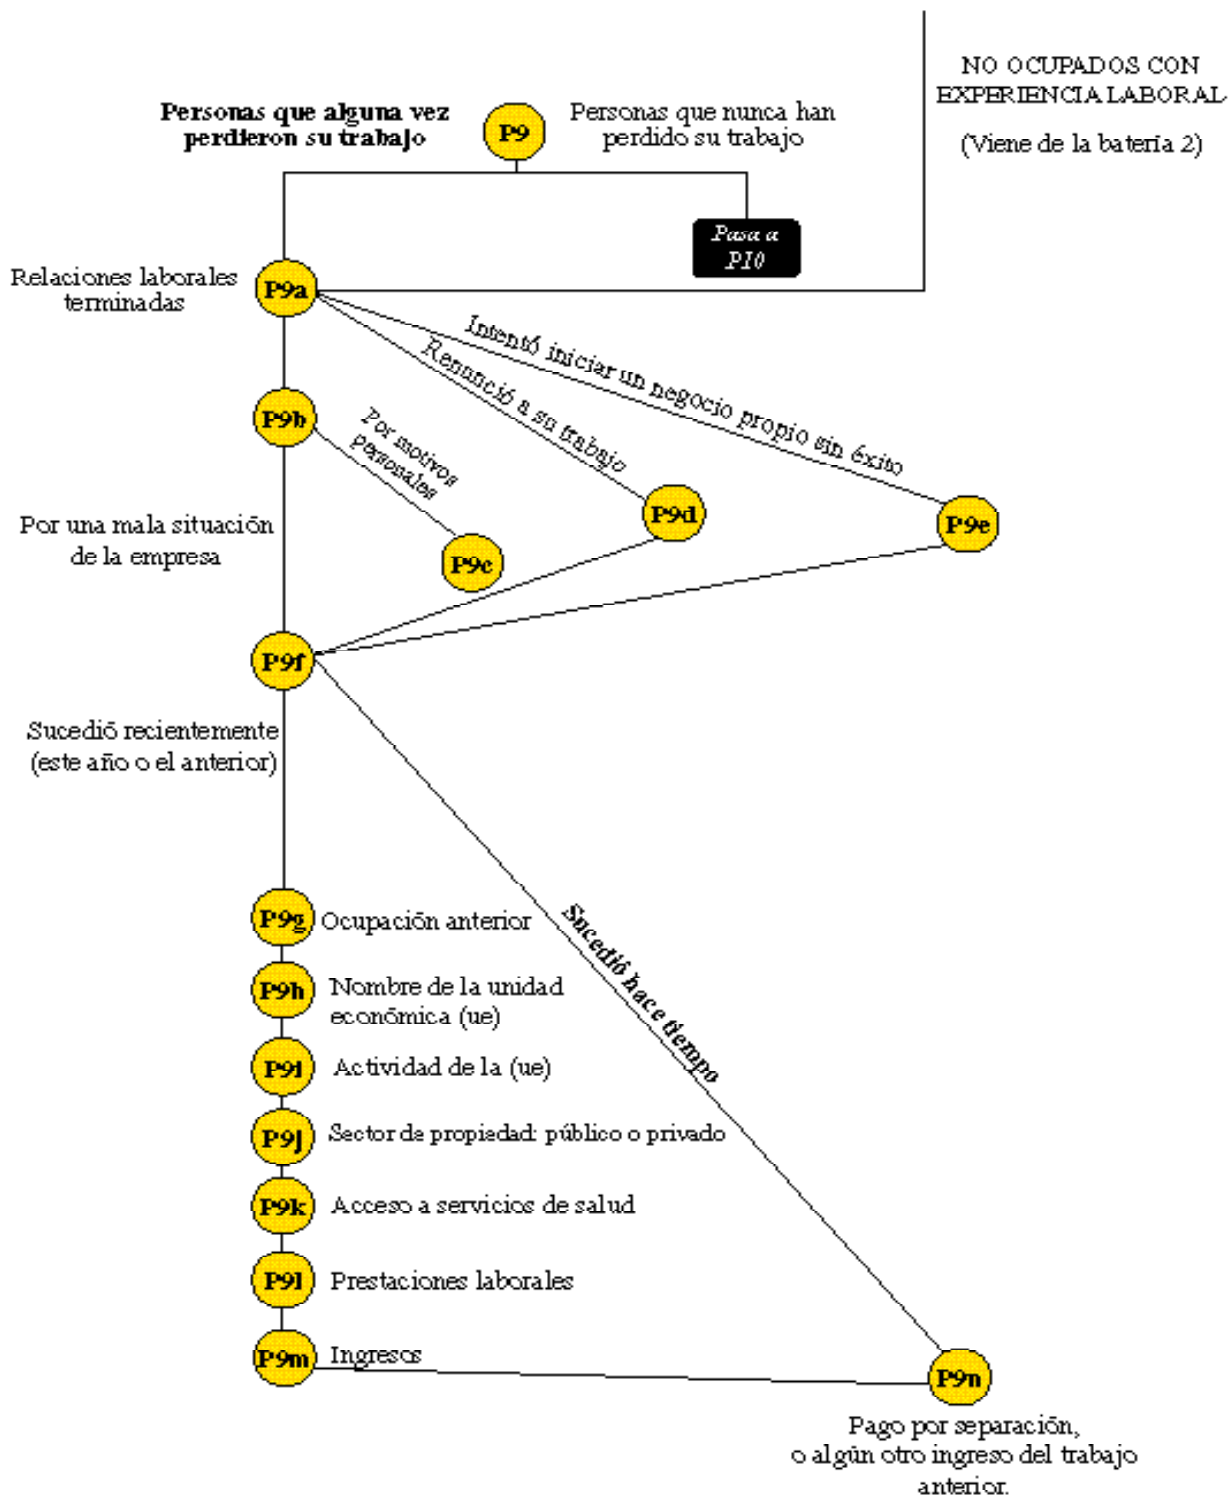 NO OCUPADOS CON
EXPERIENCIA LABORAL
(Viene de la batería 2)
Personas que alguna vez
perdieron su trabajo
P9
Personas que nunca han
perdido su trabajo
Pasa a
P10
Relaciones laborales
terminadas
P9a
Intentó iniciar un negocio propio sin éxito
Renunció a su trabajo
P9b
Por motivos
personales
P9d
P9e
Por una mala situación
de la empresa
P9c
P9f
Sucedió recientemente
(este año o el anterior)
Sucedió hace tiempo
P9g
Ocupación anterior
P9h
Nombre de la unidad
económica (ue)
P9i
Actividad de la (ue)
P9j
Sector de propiedad: público o privado
P9k
Acceso a servicios de salud
P9l
Prestaciones laborales
P9m
Ingresos
P9n
Pago por separación,
o algún otro ingreso del trabajo
anterior.